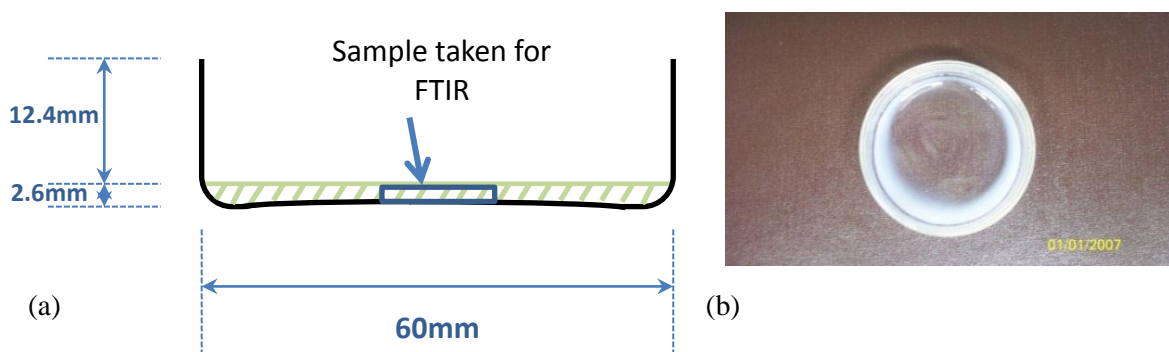 Sample taken for
FTIR
12.4mm
2.6mm
60mm
(a)
(b)
01/01/2007